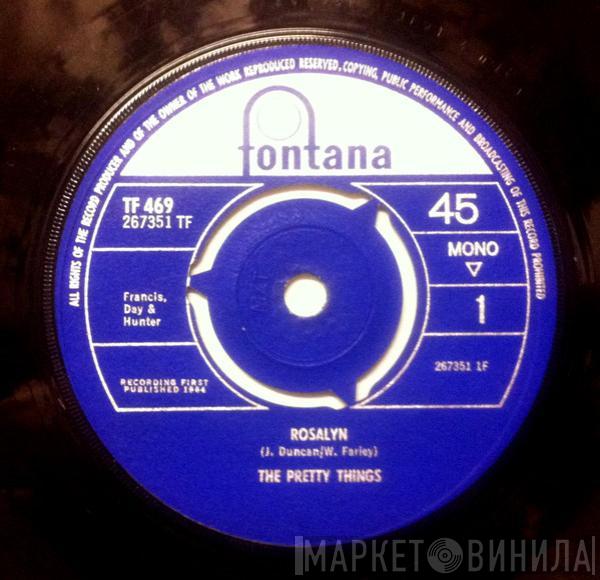 ALL RIGHTS OF THE RECORD PRODUCER AND OF THE OWNER OF THE WORK REPRODUCED RESERVED, COPYING, PUBLIC PERFORMANCE AND BROADCASTING OF THIS RECORD PROHIBITED
fontana
TF 469
267351 TF
45
MONO
1
Francis,
Day &
Hunter
267351 1F
RECORDING FIRST
PUBLISHED 1964
ROSALYN
(J. Duncan/W. Farley)
THE PRETTY THINGS
МАРКЕТ ВИНИЛА